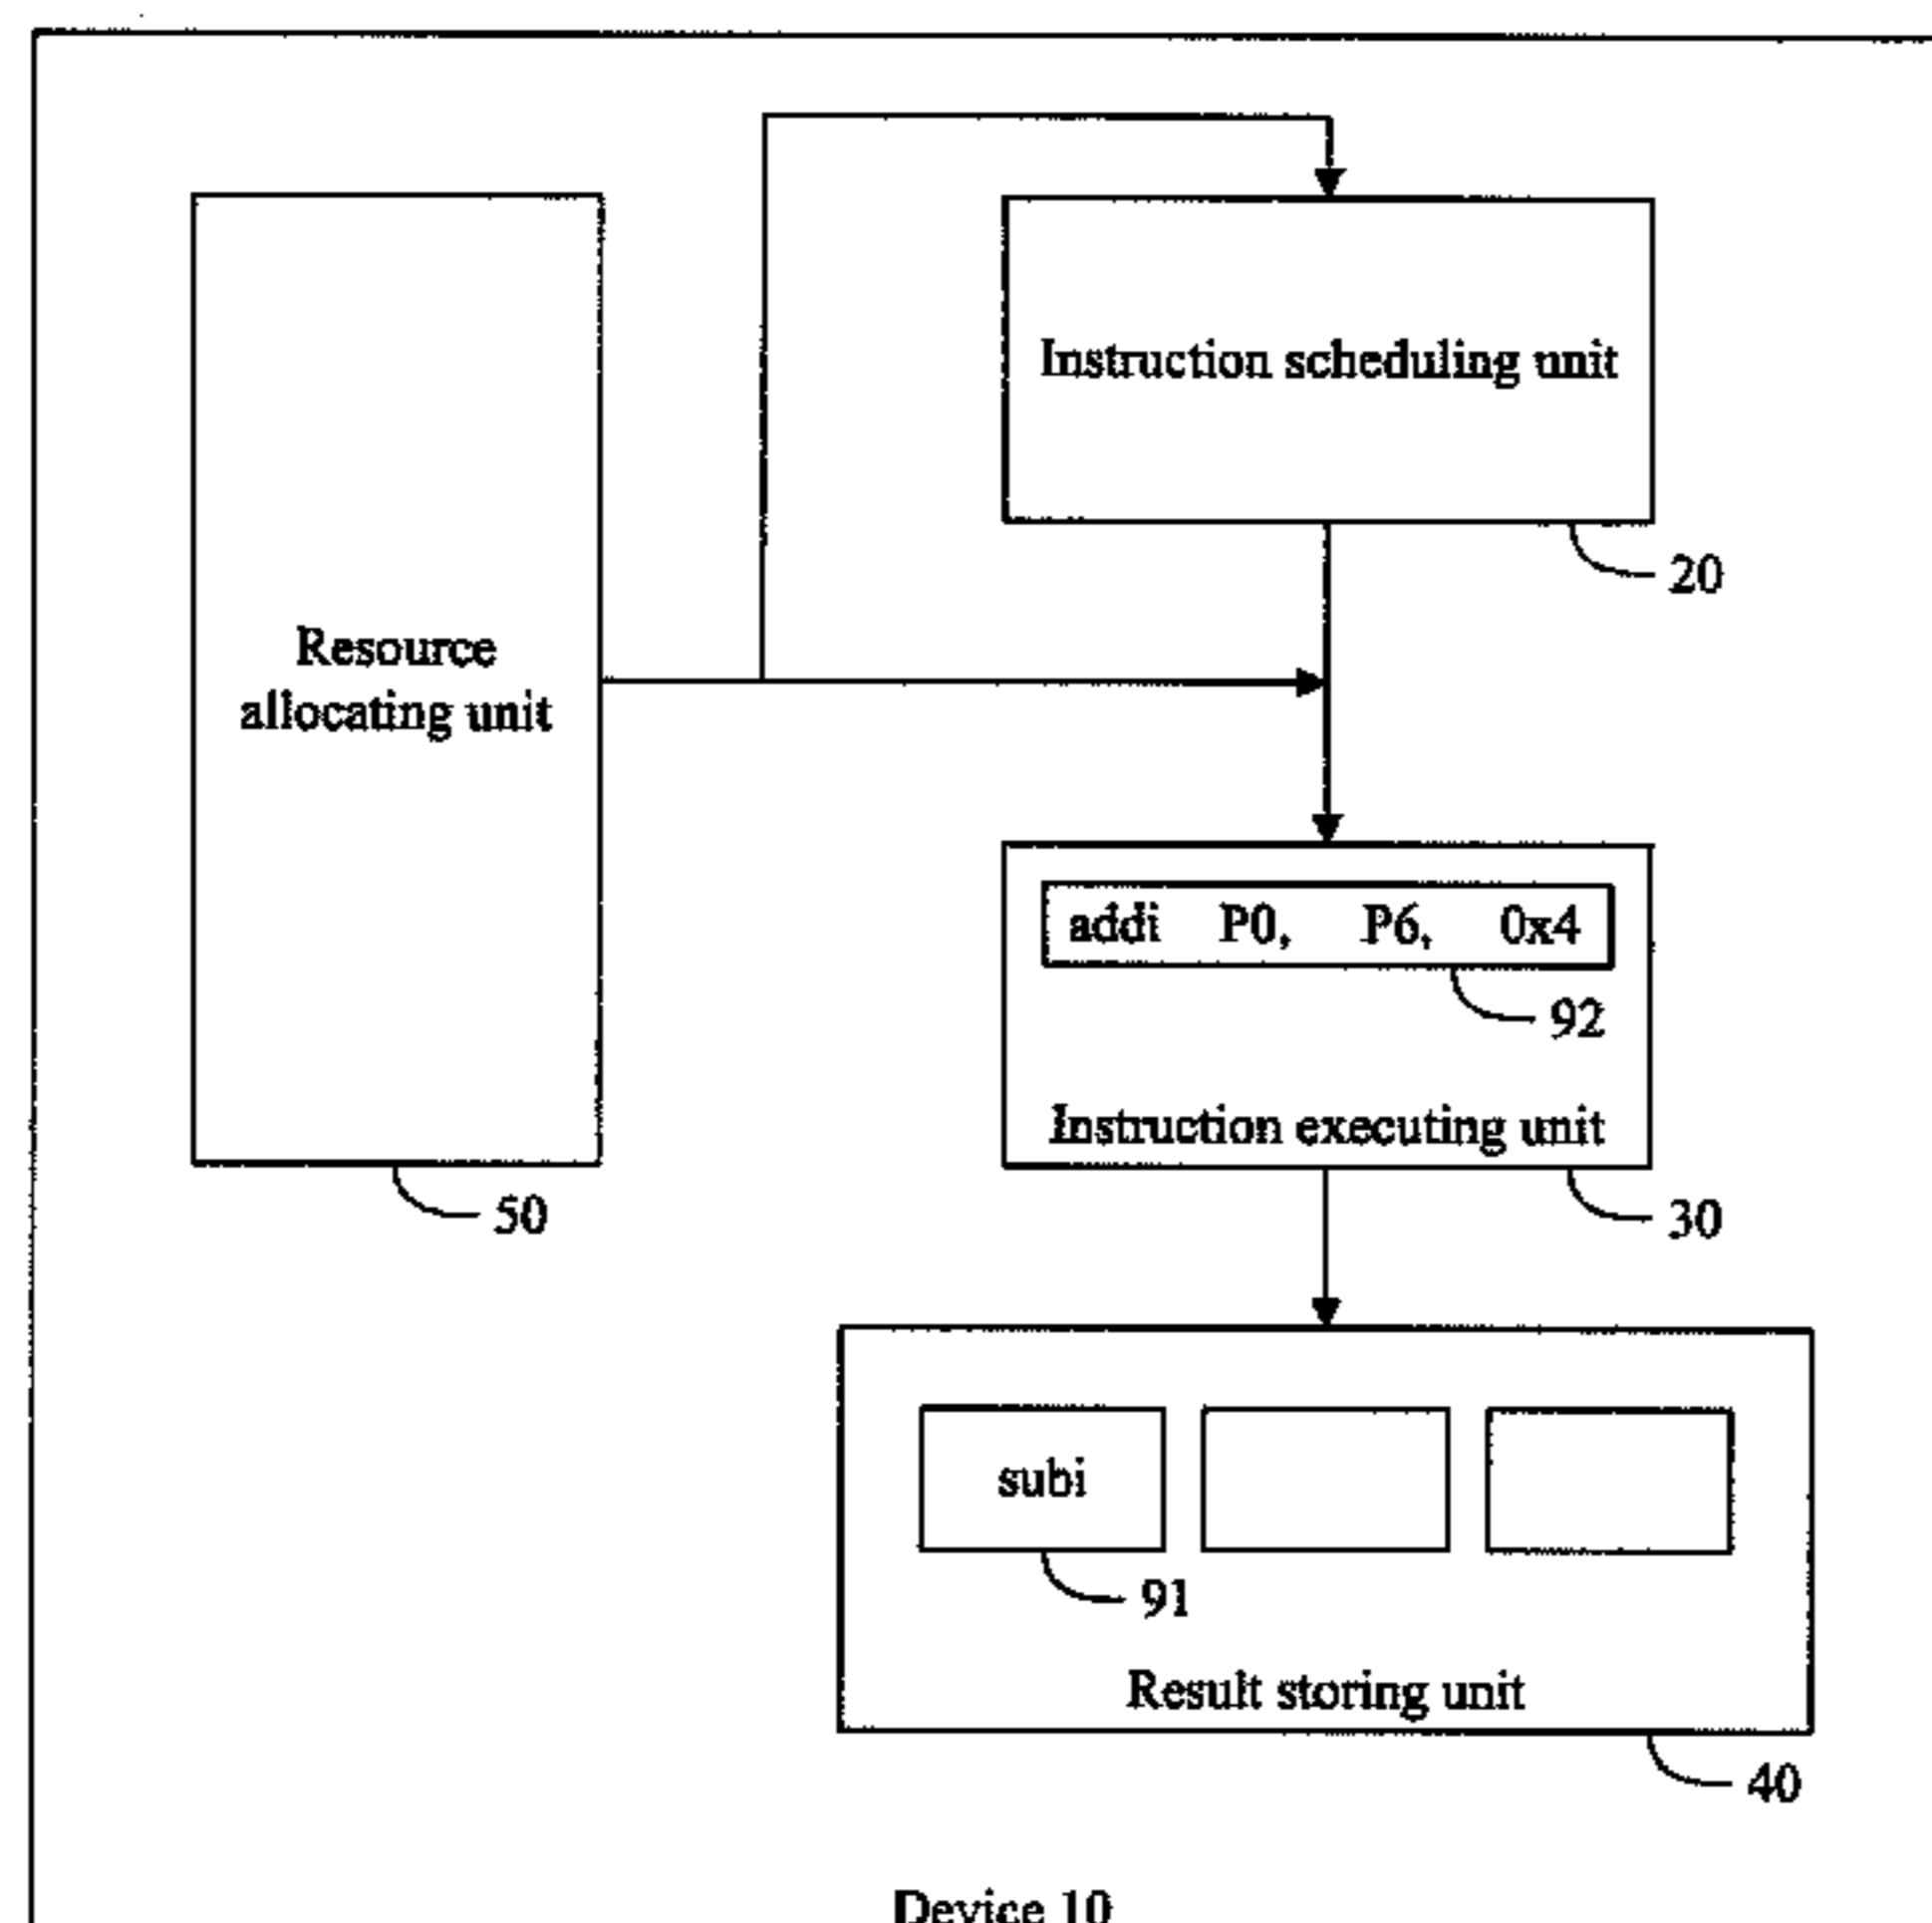 Instruction scheduling unit
20
Resource
allocating unit
50
addi P0, P6, 0x4
92
Instruction executing unit
30
subi
91
Result storing unit
40
Device 10